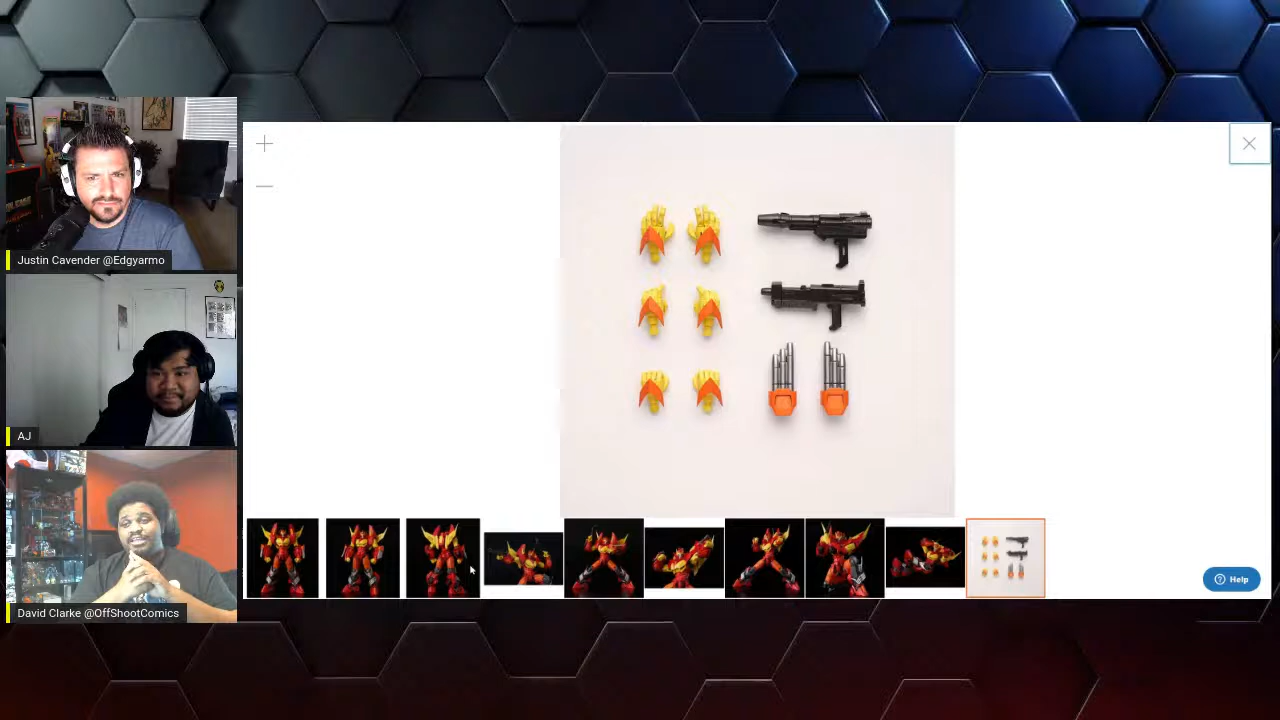 Justin Cavender @Edgyarmo
AJ
David Clarke @OffShootComics
Help